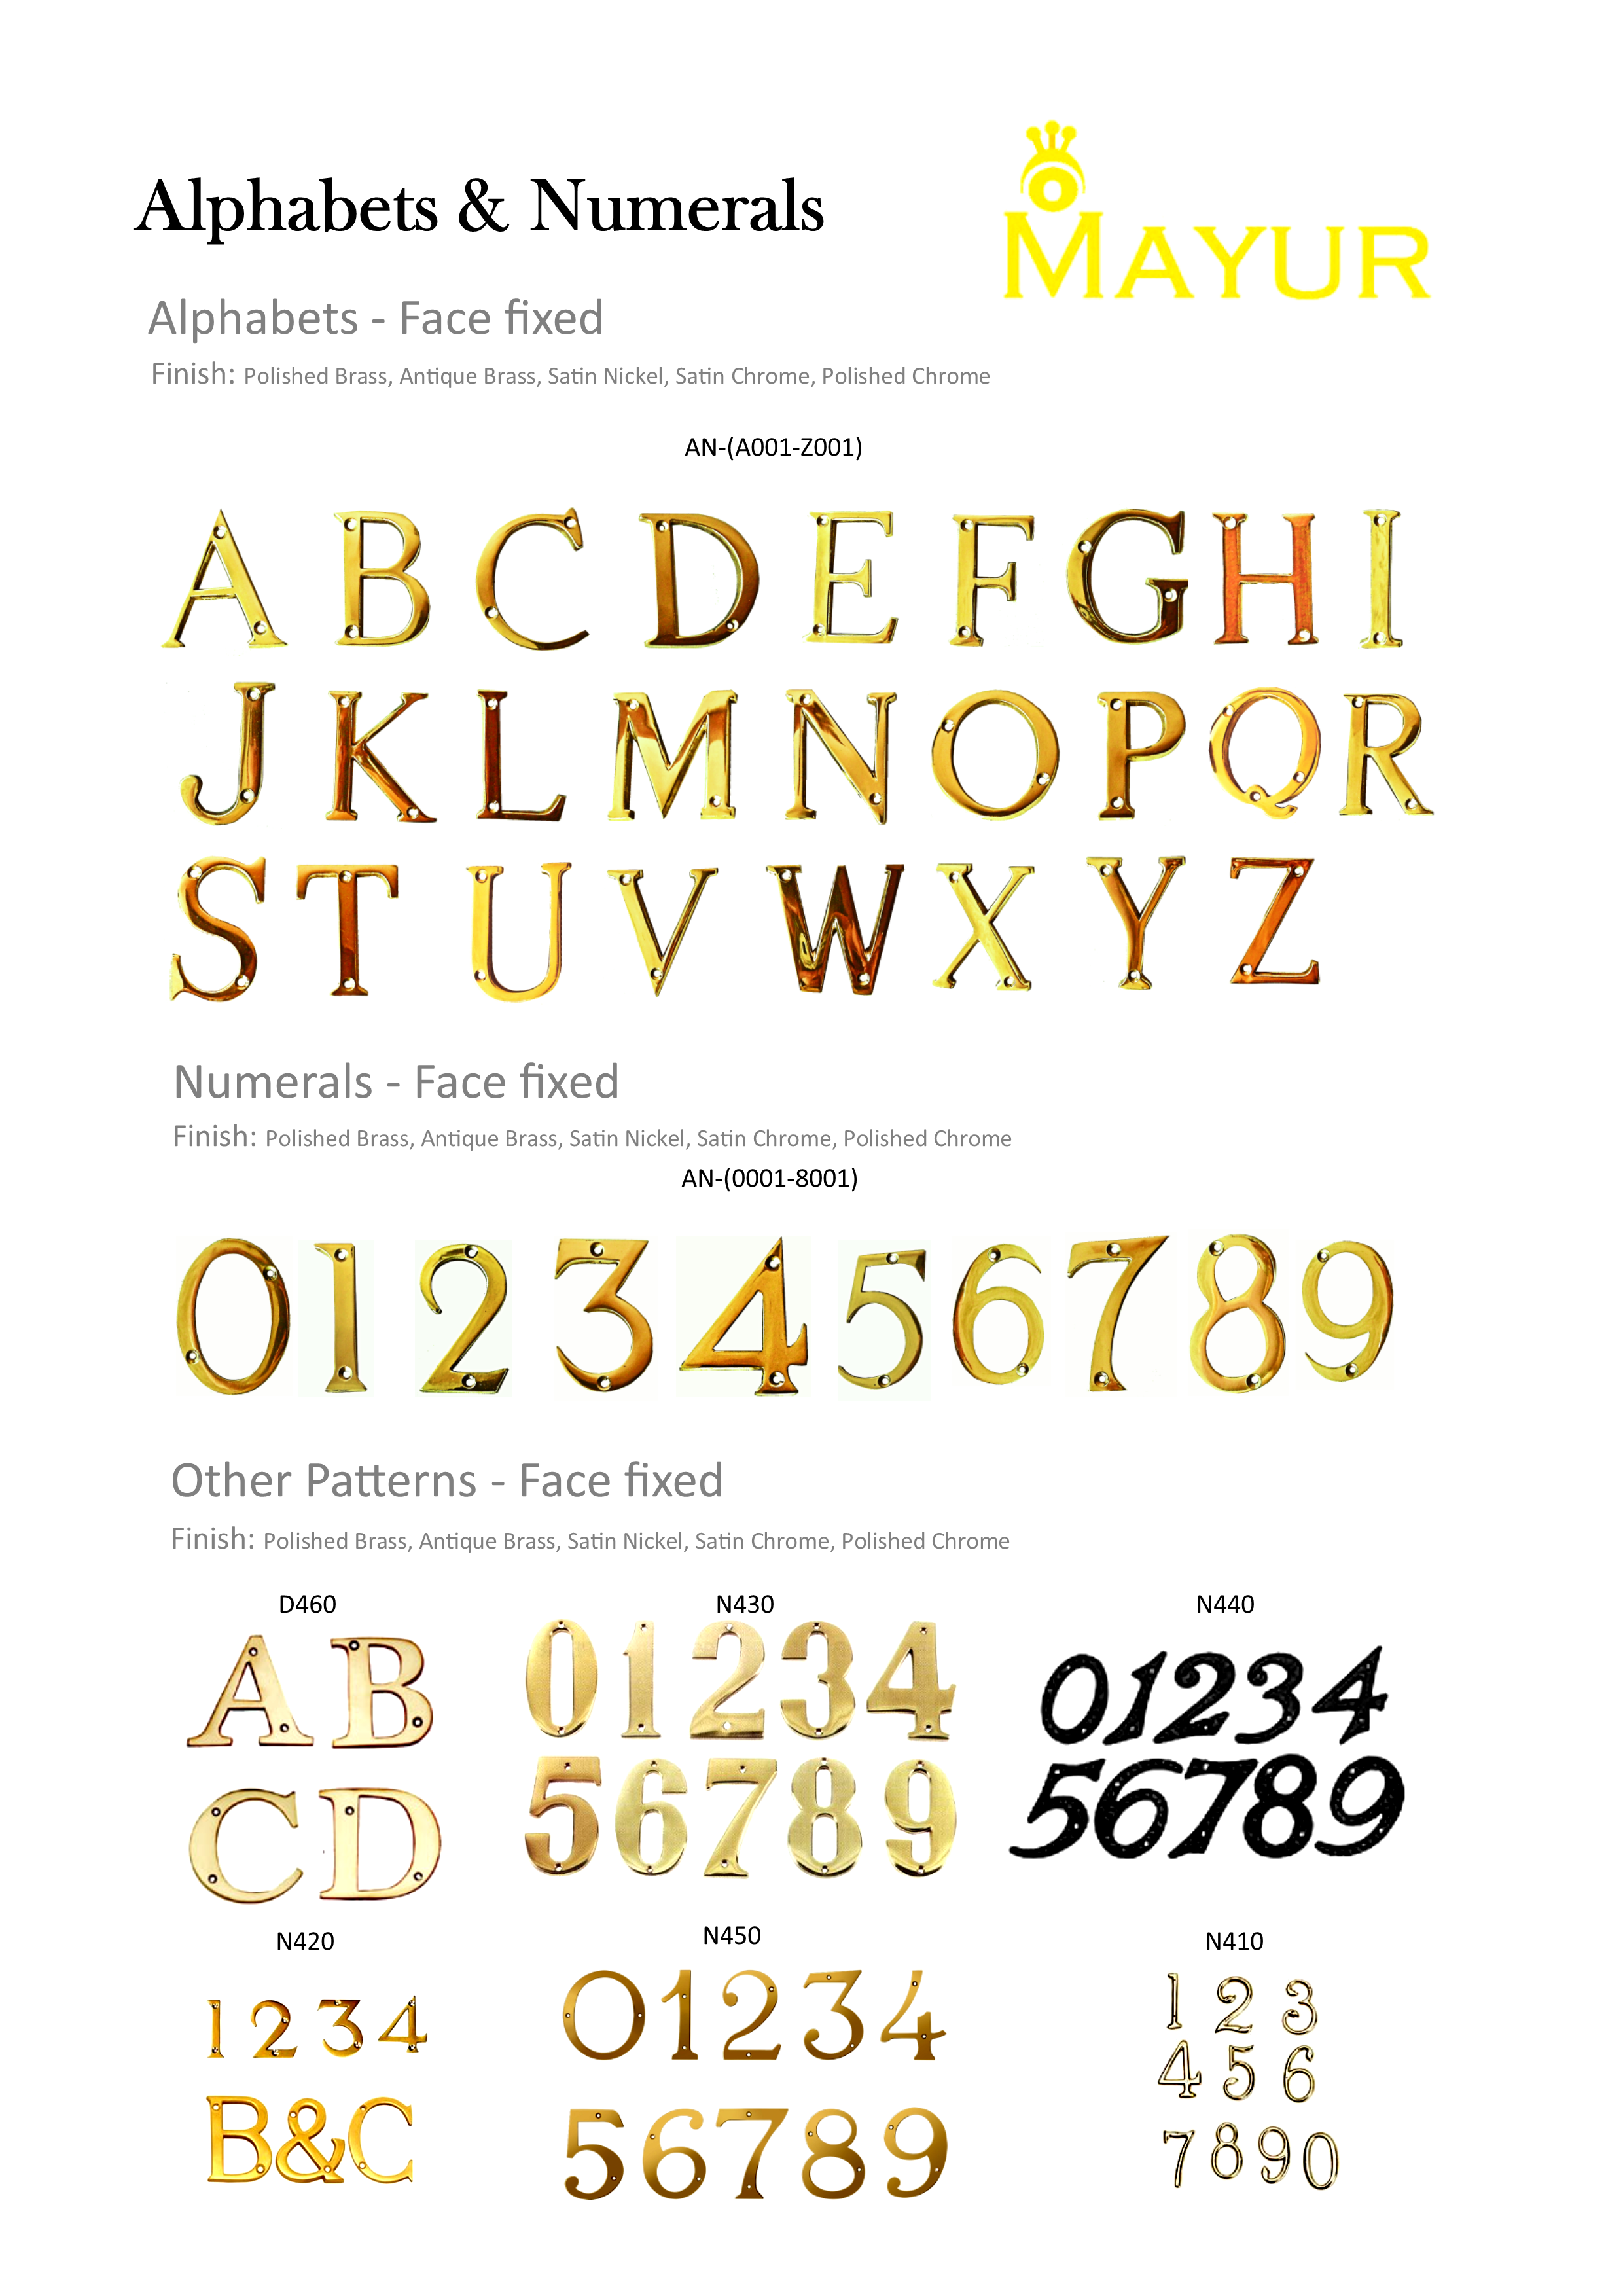 Alphabets & Numerals
MAYUR
Alphabets - Face fixed
Finish: Polished Brass, Antique Brass, Satin Nickel, Satin Chrome, Polished Chrome
AN-(A001-Z001)
A B C D E F G H I
J K L M N O P Q R
S T U V W X Y Z
Numerals - Face fixed
Finish: Polished Brass, Antique Brass, Satin Nickel, Satin Chrome, Polished Chrome
AN-(0001-8001)
0 1 2 3 4 5 6 7 8 9
Other Patterns - Face fixed
Finish: Polished Brass, Antique Brass, Satin Nickel, Satin Chrome, Polished Chrome
D460
A B
C D
N430
0 1 2 3 4
5 6 7 8 9
N440
0 1 2 3 4
5 6 7 8 9
N420
1 2 3 4
B&C
N450
0 1 2 3 4
5 6 7 8 9
N410
1 2 3
4 5 6
7 8 9 0